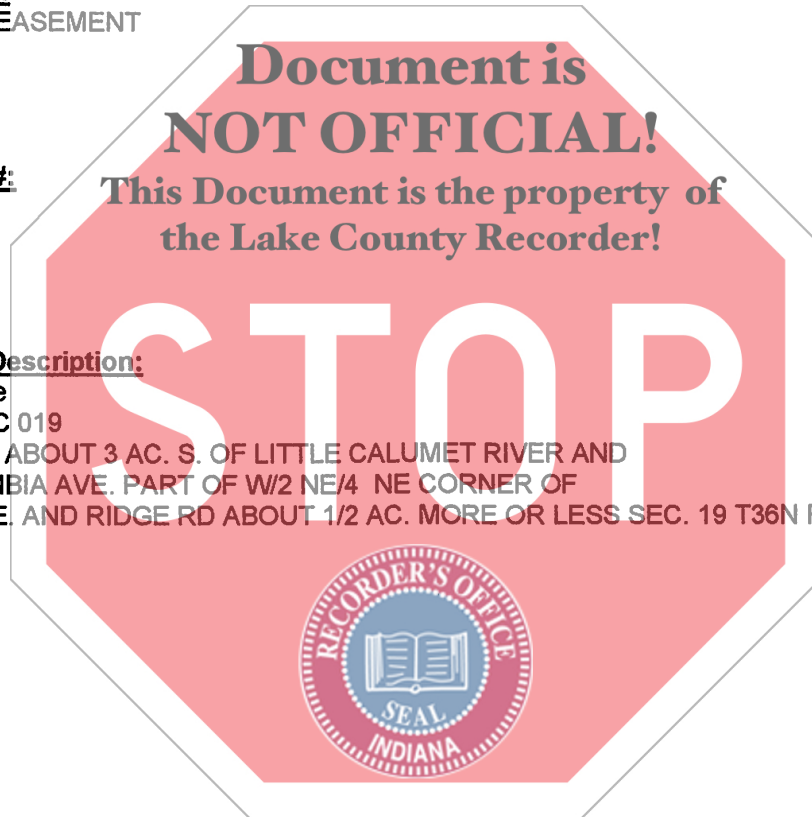 EASEMENT
Document is
NOT OFFICIAL!
#:
This Document is the property of
the Lake County Recorder!
STOP
Description:
e
C 019
ABOUT 3 AC. S. OF LITTLE CALUMET RIVER AND
MBIA AVE. PART OF W/2 NE/4 NE CORNER OF
E. AND RIDGE RD ABOUT 1/2 AC. MORE OR LESS SEC. 19 T36N
RECORDER'S OFFICE
SEAL
INDIANA